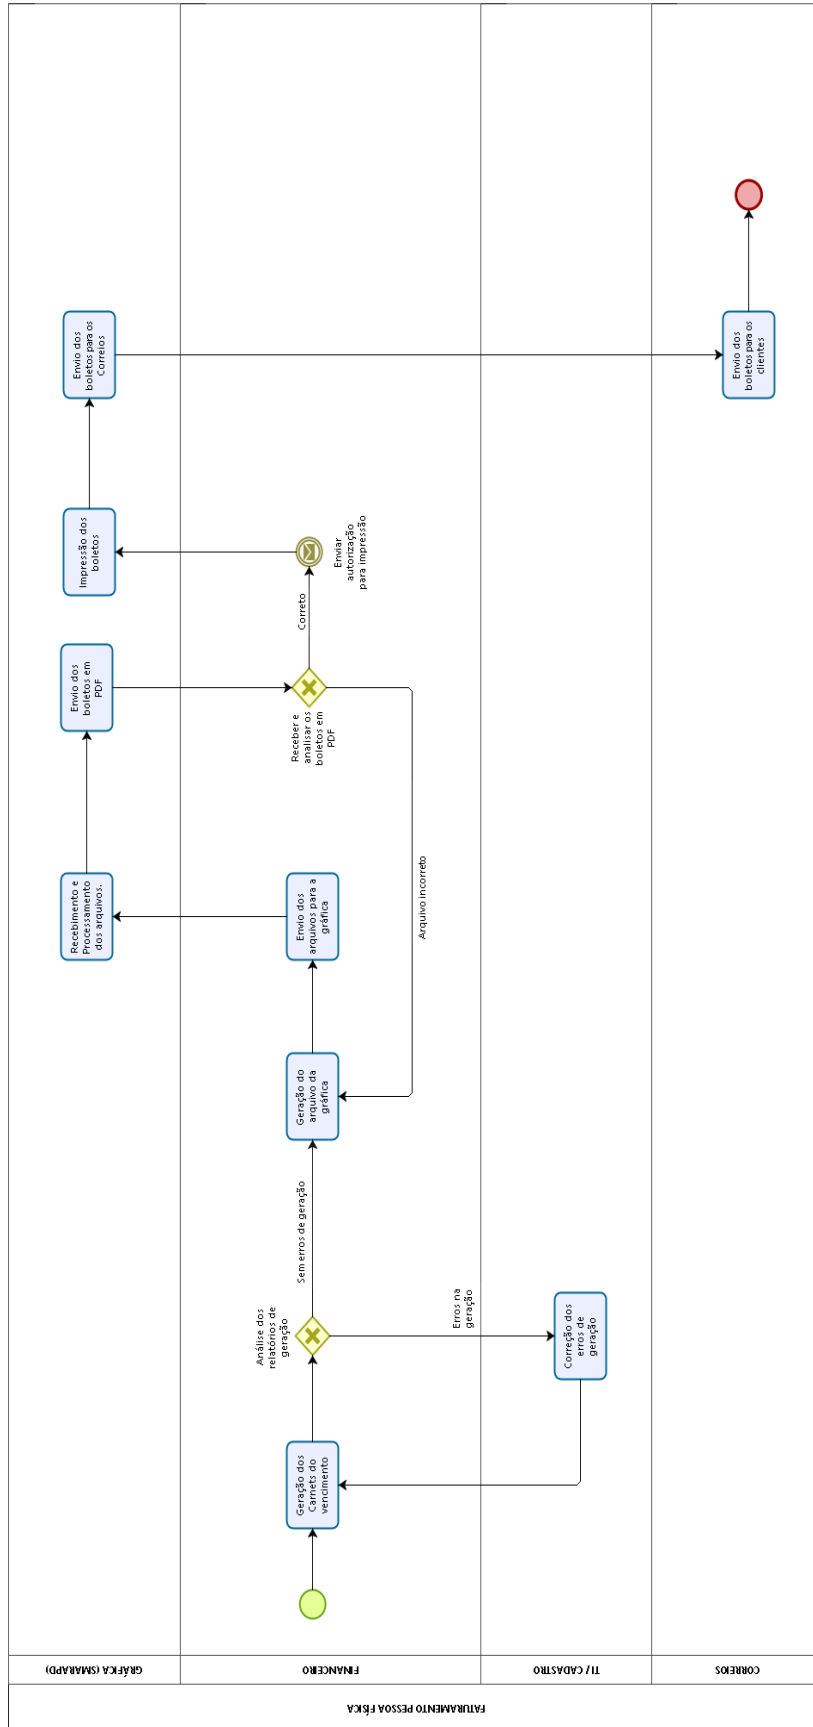 FATURAMENTO PESSOA FÍSICA
GRÁFICA (SMARAPD)
Recebimento e
Processamento
dos arquivos.
Envio dos
boletos em
PDF
Impressão dos
boletos
Envio dos
boletos para os
Correios
FINANCEIRO
Geração dos
Carnets do
vencimento
Análise dos
relatórios de
geração
Sem erros de geração
Geração do
arquivo da
gráfica
Envio dos
arquivos para a
gráfica
Receber e
analisar os
boletos em
PDF
Correto
Enviar
autorização
para impressão
Arquivo incorreto
Erros na
geração
TI / CADASTRO
Correção dos
erros de
geração
CORREIOS
Envio dos
boletos para os
clientes